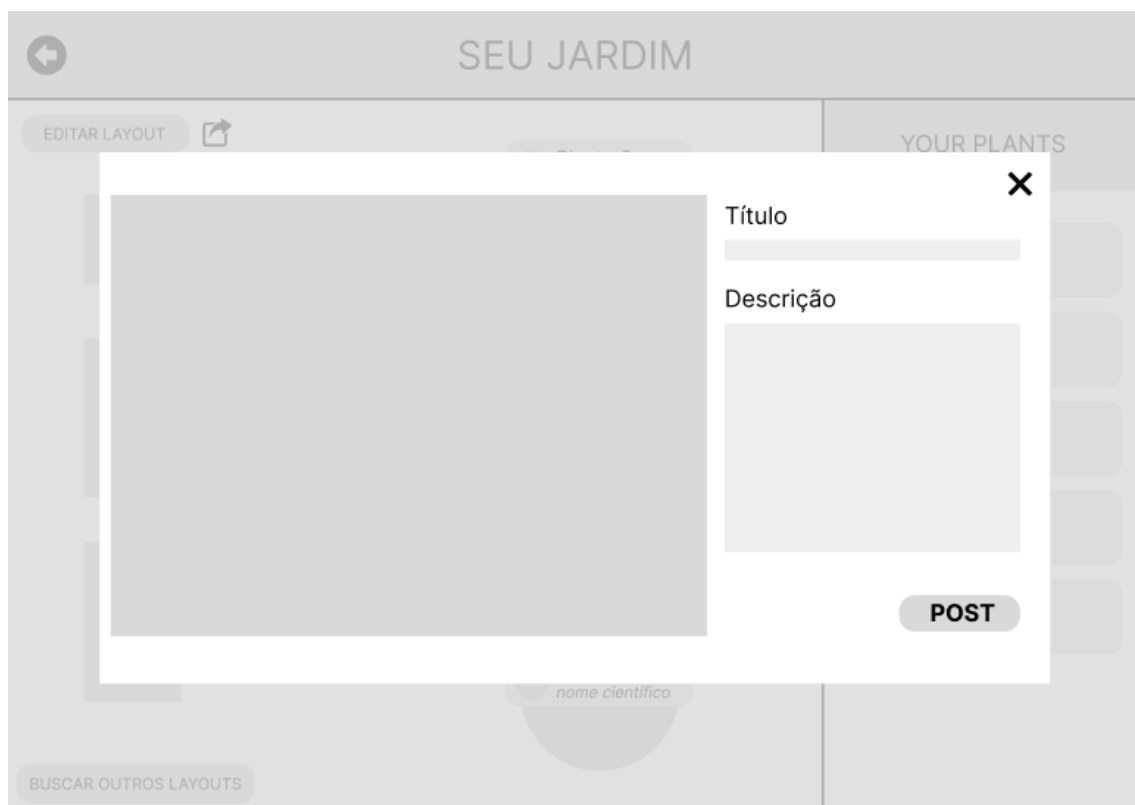 SEU JARDIM
EDITAR LAYOUT
YOUR PLANTS
Título
Descrição
POST
nome científico
BUSCAR OUTROS LAYOUTS